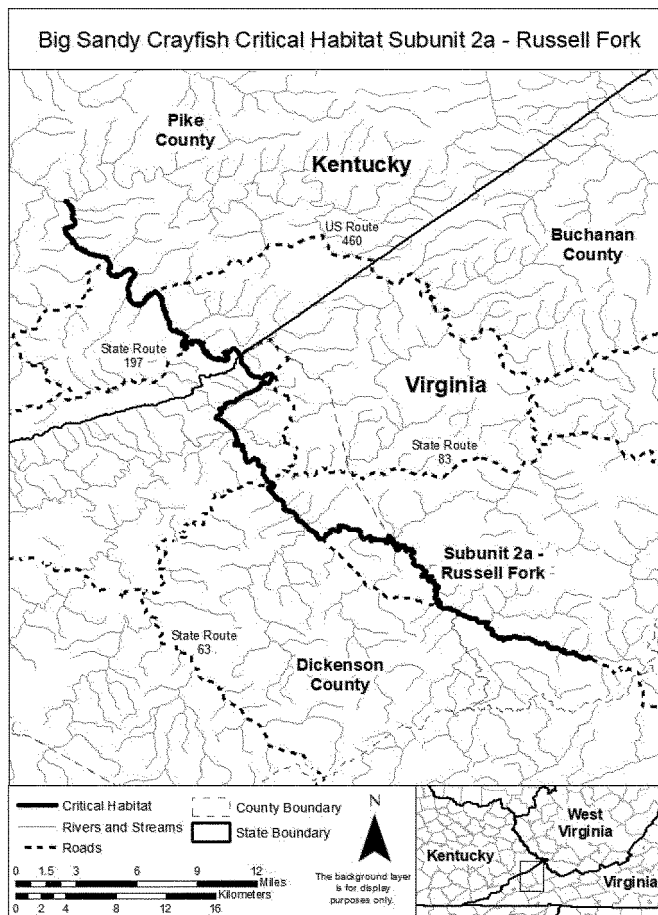 Big Sandy Crayfish Critical Habitat Subunit 2a - Russell Fork
Pike
County
Kentucky
US Route
460
Buchanan
County
State Route
197
Virginia
State Route
83
Subunit 2a -
Russell Fork
State Route
63
Dickenson
County
Critical Habitat
Rivers and Streams
Roads
County Boundary
State Boundary
N
0 1.5 3 6 9 12
Miles
Kilometers
0 2 4 8 12 16
The background layer
is for display
purposes only.
West
Virginia
Kentucky
Virginia